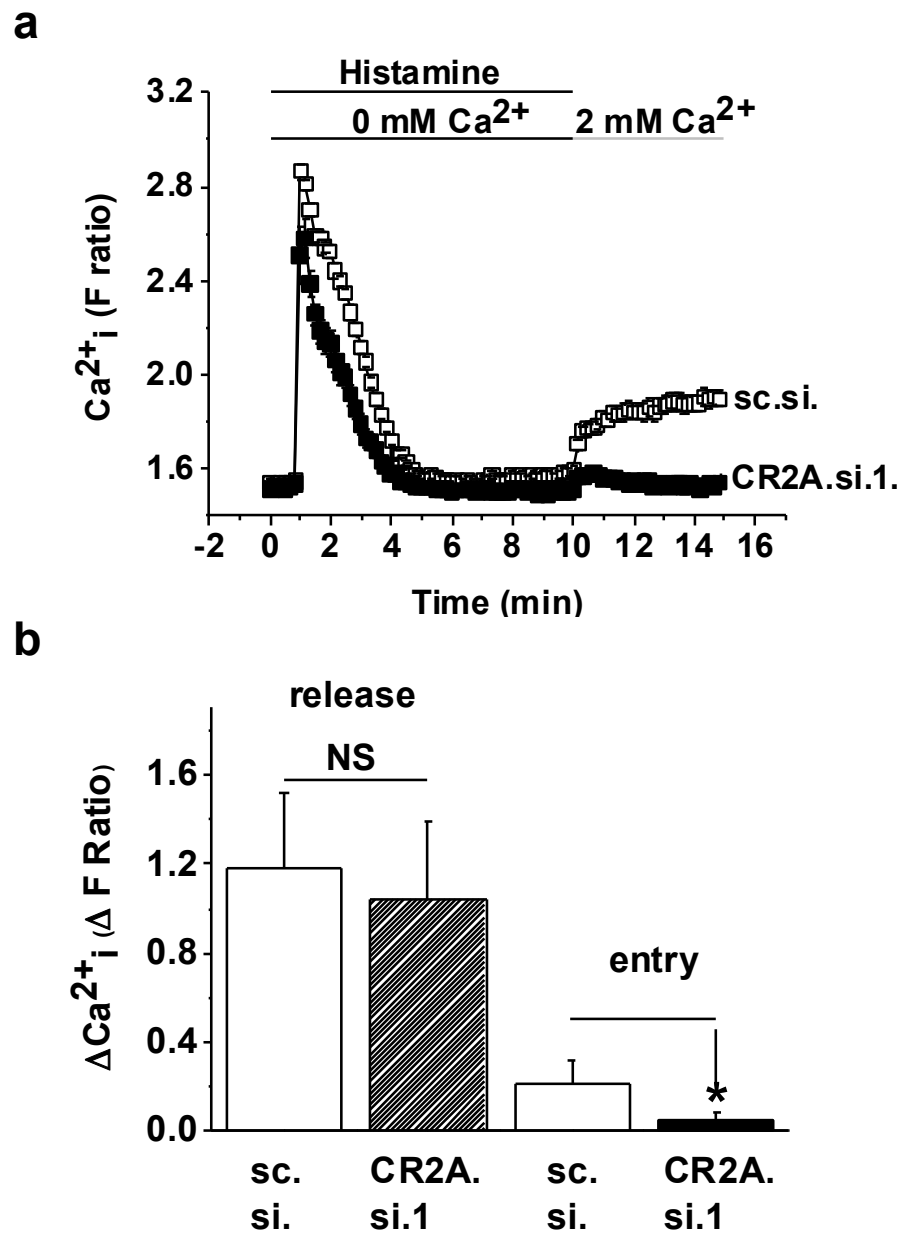 a
Histamine
0 mM Ca²⁺ 2 mM Ca²⁺
Ca²⁺i (F ratio)
3.2
2.8
2.4
2.0
1.6
sc.si.
CR2A.si.1.
-2 0 2 4 6 8 10 12 14 16
Time (min)
b
release
NS
entry
*
ΔCa²⁺i (Δ F Ratio)
1.6
1.2
0.8
0.4
0.0
sc. CR2A. sc. CR2A.
si. si.1 si. si.1